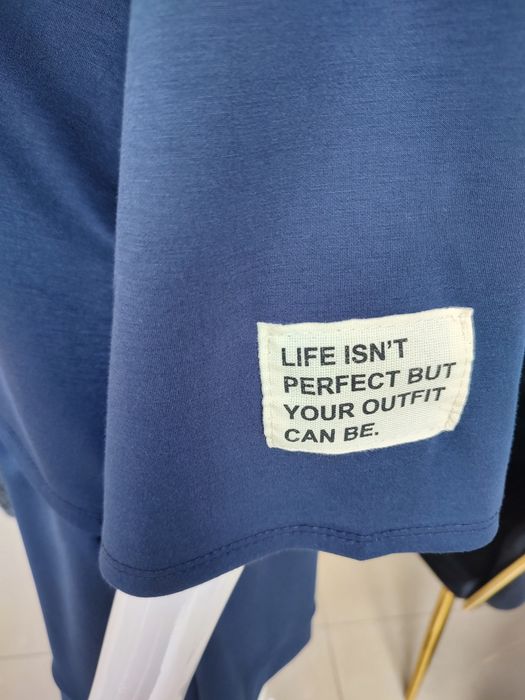 LIFE ISN'T
PERFECT BUT
YOUR OUTFIT
CAN BE.